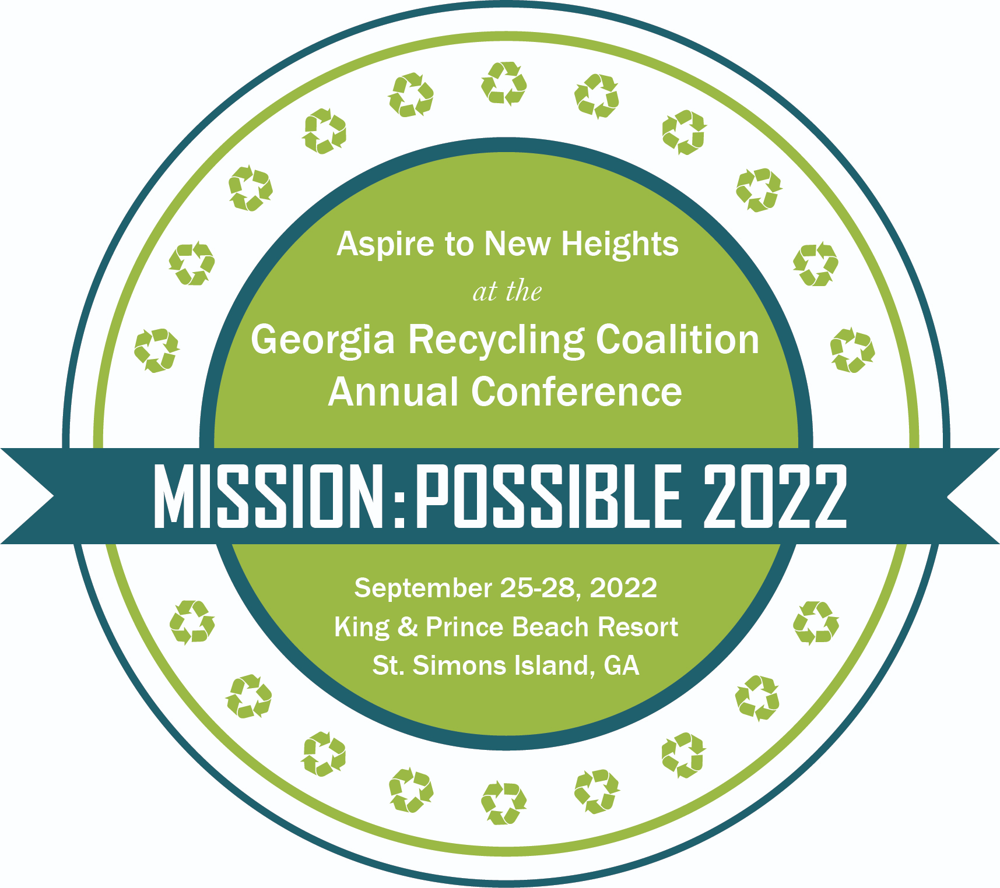 Aspire to New Heights
at the
Georgia Recycling Coalition
Annual Conference
MISSION:POSSIBLE 2022
September 25-28, 2022
King & Prince Beach Resort
St. Simons Island, GA